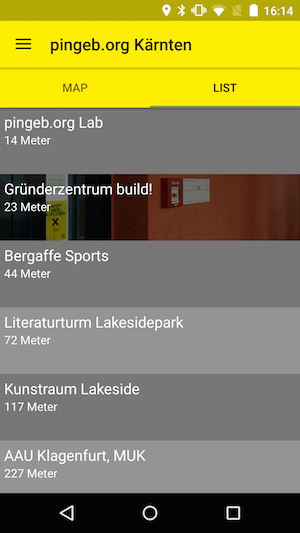 16:14
pingeb.org Kärnten
MAP
LIST
pingeb.org Lab
14 Meter
Gründerzentrum build!
23 Meter
Bergaffe Sports
44 Meter
Literaturturm Lakesidepark
72 Meter
Kunstraum Lakeside
117 Meter
AAU Klagenfurt, MUK
227 Meter